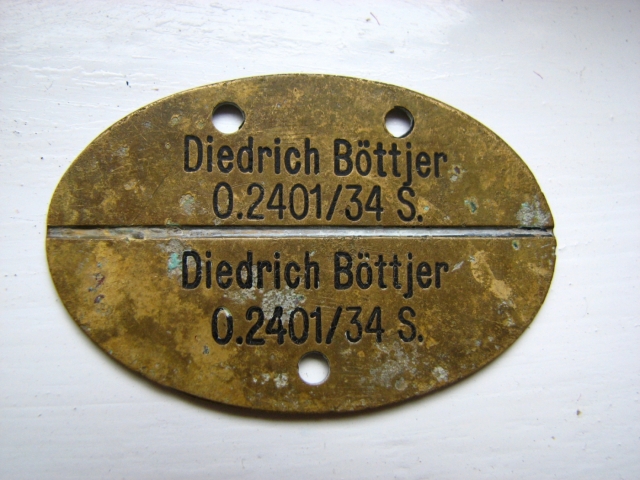 Diedrich Böttjer
O.2401/34 S.
Diedrich Böttjer
O.2401/34 S.